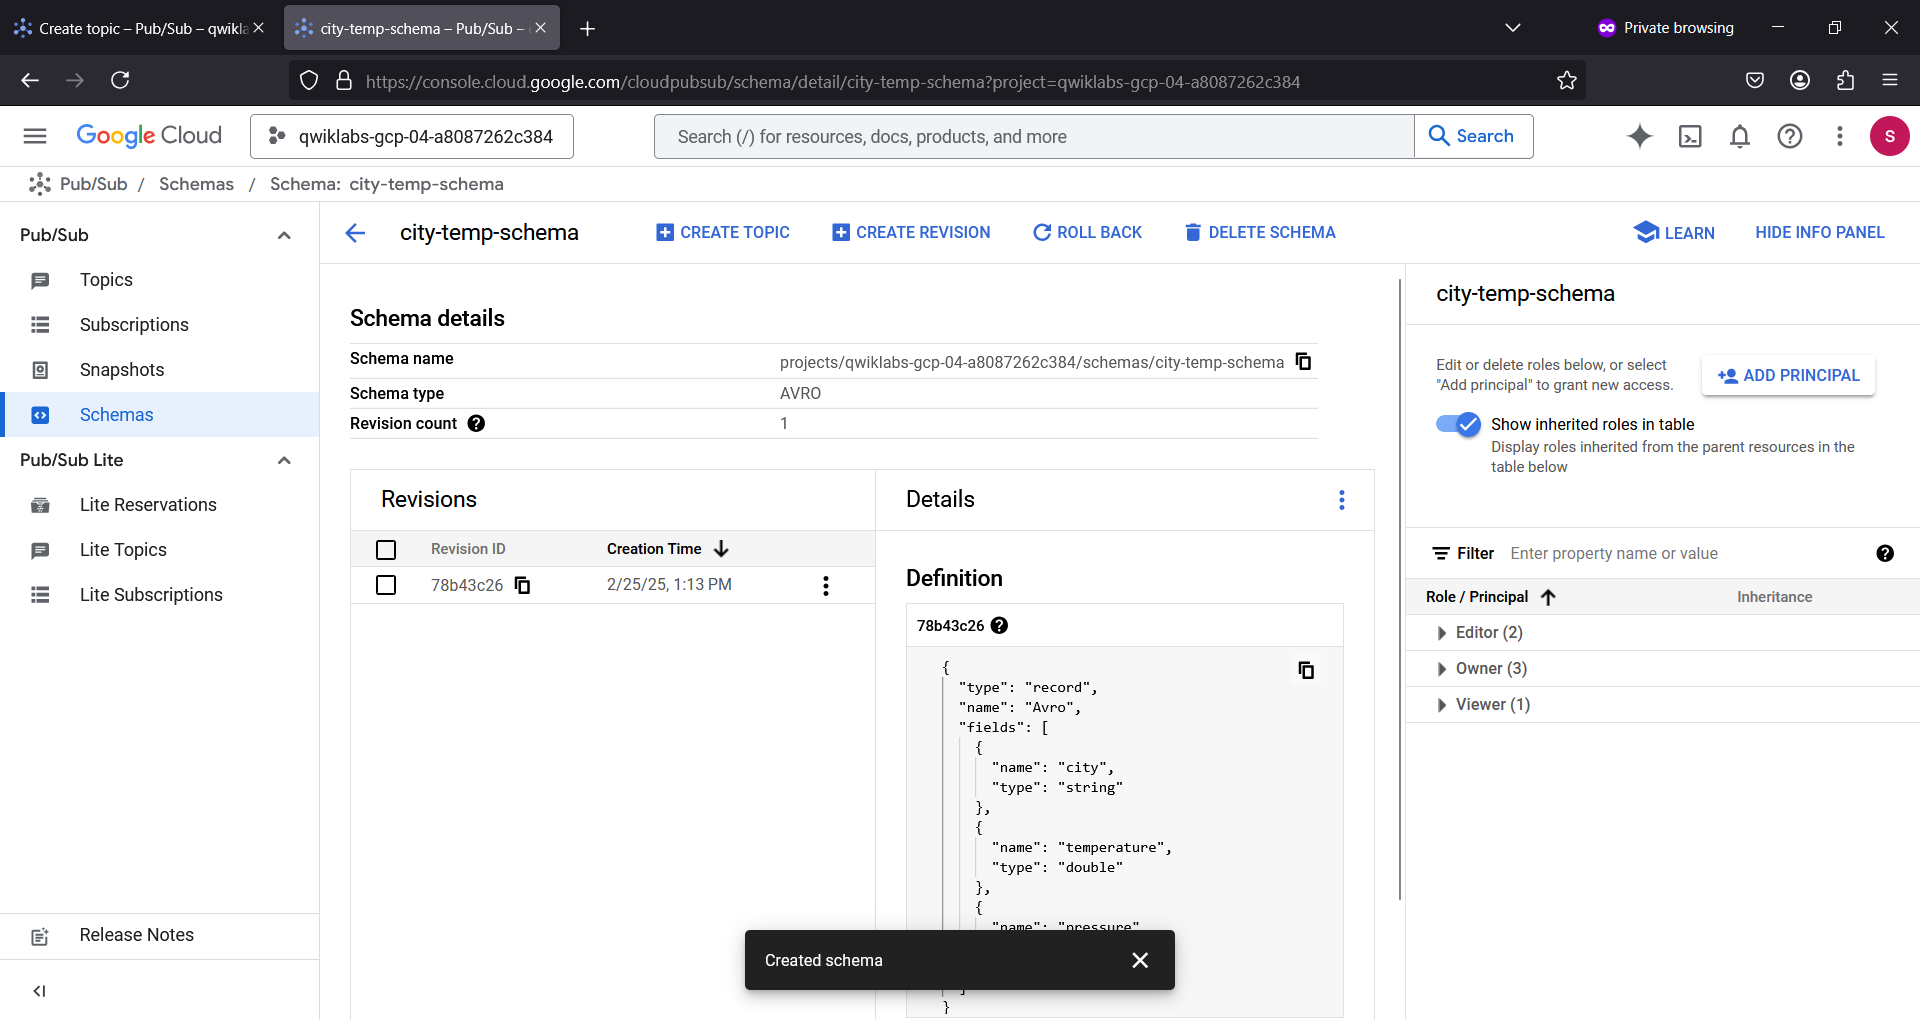 Create topic – Pub/Sub – qwikla
city-temp-schema – Pub/Sub –
Private browsing
https://console.cloud.google.com/cloudpubsub/schema/detail/city-temp-schema?project=qwiklabs-gcp-04-a8087262c384
Google Cloud
qwiklabs-gcp-04-a8087262c384
Search (/) for resources, docs, products, and more
Search
S
Pub/Sub / Schemas / Schema: city-temp-schema
Pub/Sub
Topics
Subscriptions
Snapshots
Schemas
Pub/Sub Lite
Lite Reservations
Lite Topics
Lite Subscriptions
Release Notes
city-temp-schema
CREATE TOPIC
CREATE REVISION
ROLL BACK
DELETE SCHEMA
LEARN
HIDE INFO PANEL
Schema details
Schema name projects/qwiklabs-gcp-04-a8087262c384/schemas/city-temp-schema
Schema type AVRO
Revision count 1
Revisions
Revision ID Creation Time
78b43c26 2/25/25, 1:13 PM
Details
Definition
78b43c26
{
"type": "record",
"name": "Avro",
"fields": [
{
"name": "city",
"type": "string"
},
{
"name": "temperature",
"type": "double"
},
{
"name": "pressure"
]
}
Created schema
city-temp-schema
Edit or delete roles below, or select
"Add principal" to grant new access.
ADD PRINCIPAL
Show inherited roles in table
Display roles inherited from the parent resources in the
table below
Filter Enter property name or value
Role / Principal Inheritance
Editor (2)
Owner (3)
Viewer (1)